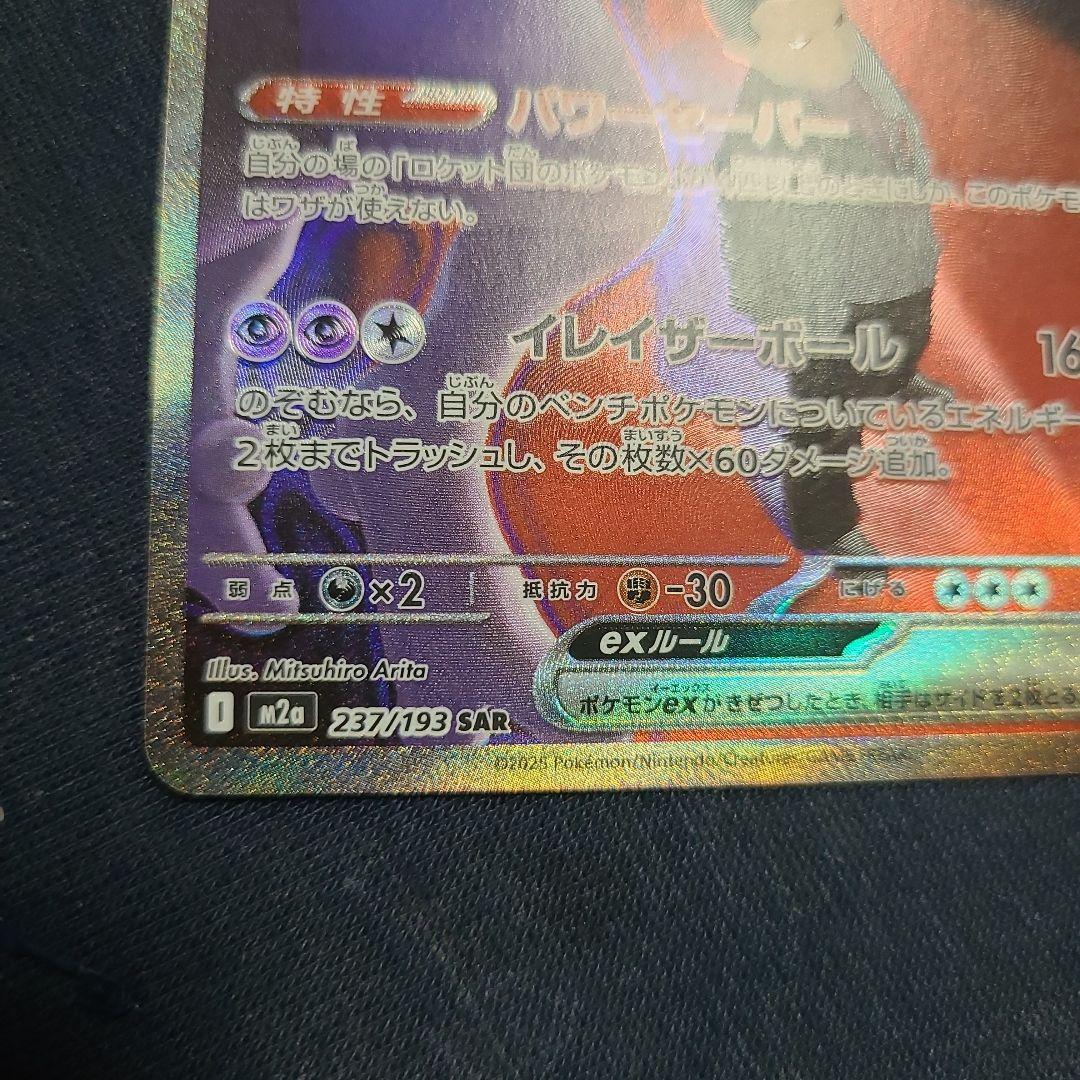 特性 パワーセーバー
自分の場の「ロケット団のポケモン のときにしか、このポケモ
はワザが使えない。
イレイザーボール 16
のぞむなら、自分のベンチポケモンについているエネルギー
2枚までトラッシュし、その枚数×60ダメージ追加。
弱点 ×2 抵抗力 -30 にげる
exルール
ポケモンexがきぜつしたとき、相手はサイドを2枚とる
Illus. Mitsuhiro Arita
I m2a 237/193 SAR
©2025 Pokémon/Nintendo/Creatures